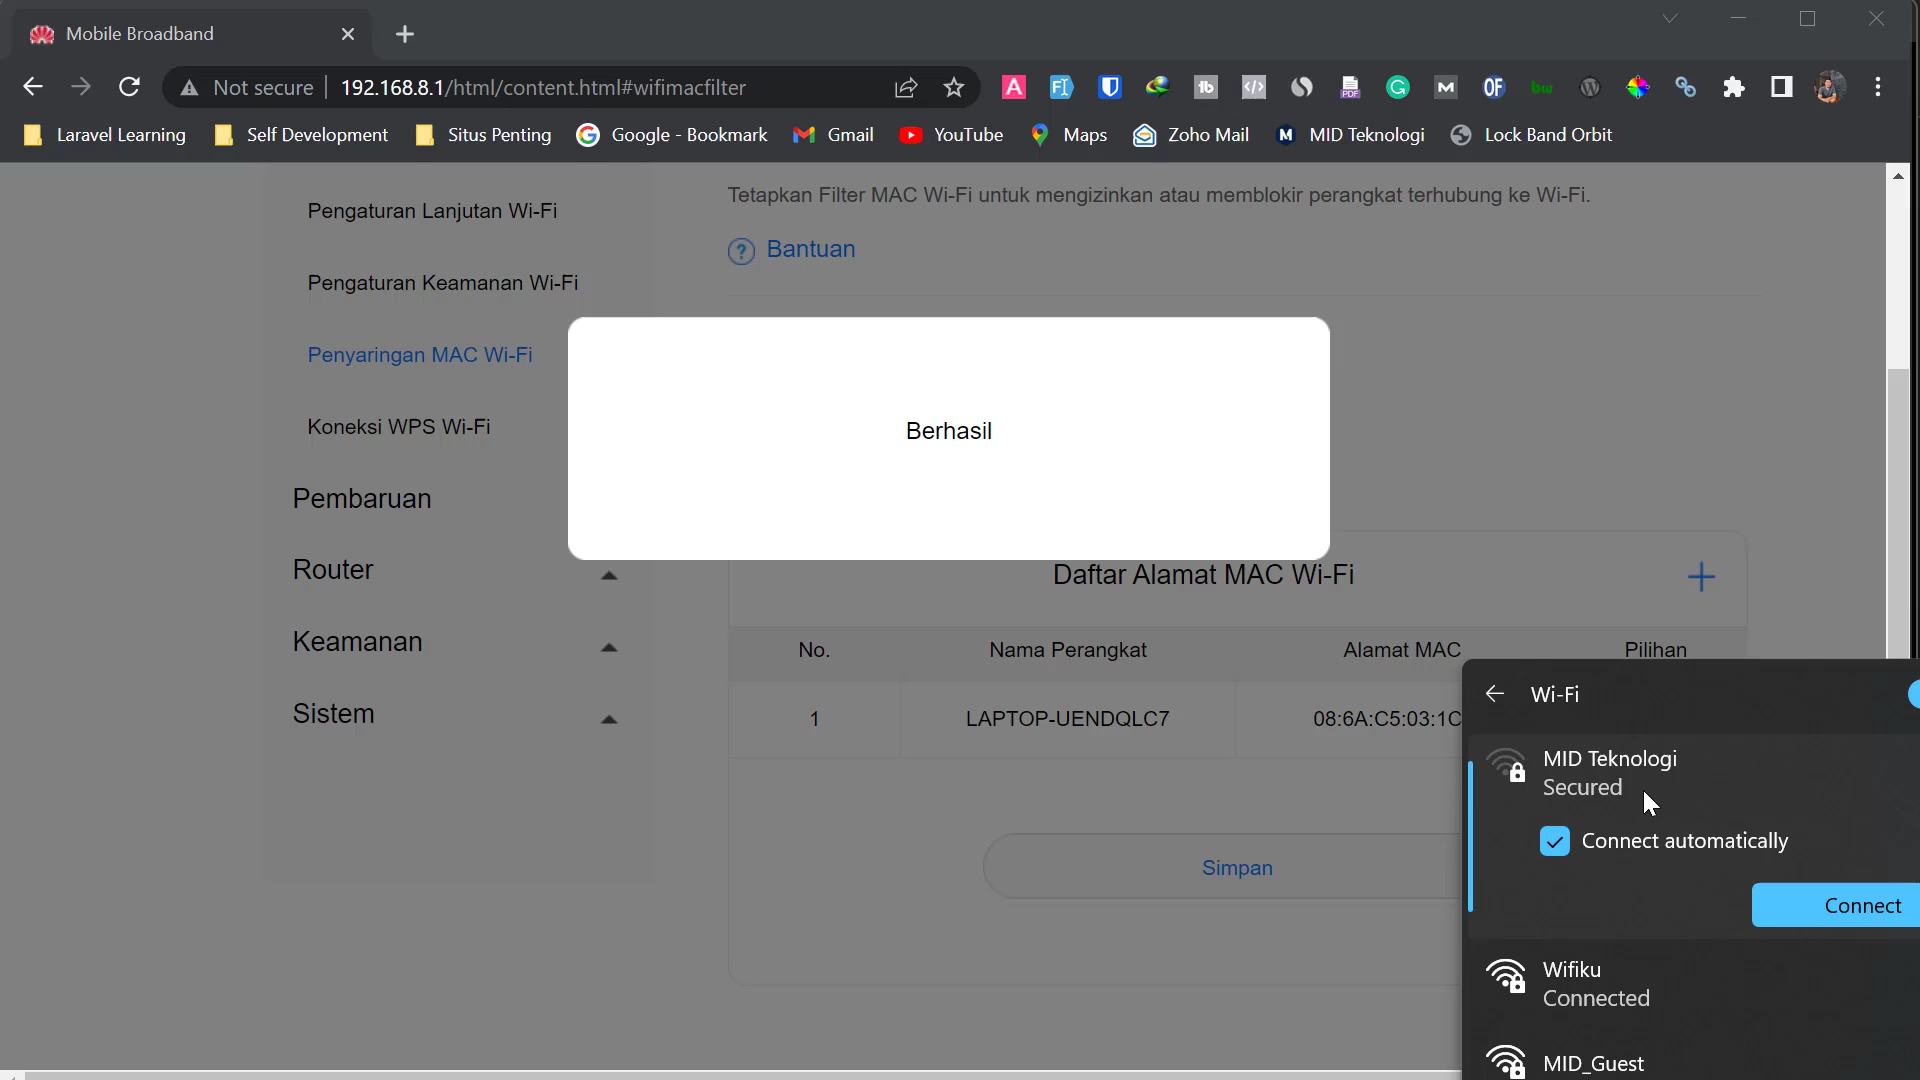 Mobile Broadband
Not secure
192.168.8.1/html/content.html#wifimacfilter
Laravel Learning
Self Development
Situs Penting
Google - Bookmark
Gmail
YouTube
Maps
Zoho Mail
MID Teknologi
Lock Band Orbit
Pengaturan Lanjutan Wi-Fi
Pengaturan Keamanan Wi-Fi
Penyaringan MAC Wi-Fi
Koneksi WPS Wi-Fi
Pembaruan
Router
Keamanan
Sistem
Tetapkan Filter MAC Wi-Fi untuk mengizinkan atau memblokir perangkat terhubung ke Wi-Fi.
Bantuan
Berhasil
Daftar Alamat MAC Wi-Fi
No. Nama Perangkat Alamat MAC Pilihan
1 LAPTOP-UENDQLC7 08:6A:C5:03:1C
Simpan
Wi-Fi
MID Teknologi
Secured
Connect automatically
Connect
Wifiku
Connected
MID_Guest